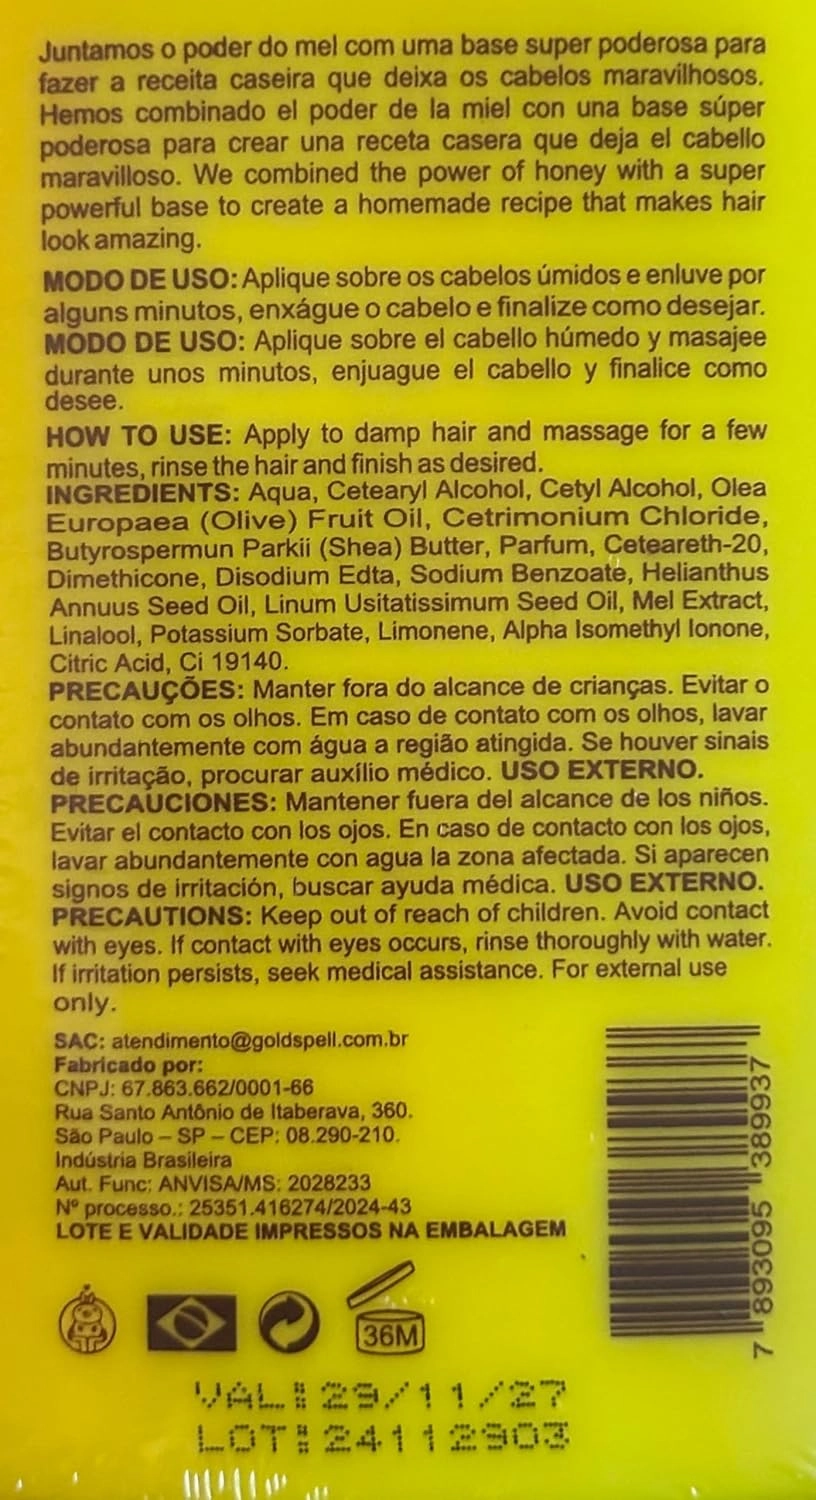 Juntamos o poder do mel com uma base super poderosa para
fazer a receita caseira que deixa os cabelos maravilhosos.
Hemos combinado el poder de la miel con una base súper
poderosa para crear una receta casera que deja el cabello
maravilloso. We combined the power of honey with a super
powerful base to create a homemade recipe that makes hair
look amazing.
MODO DE USO: Aplique sobre os cabelos úmidos e enluve por
alguns minutos, enxágue o cabelo e finalize como desejar.
MODO DE USO: Aplique sobre el cabello húmedo y masajee
durante unos minutos, enjuague el cabello y finalice como
desee.
HOW TO USE: Apply to damp hair and massage for a few
minutes, rinse the hair and finish as desired.
INGREDIENTS: Aqua, Cetearyl Alcohol, Cetyl Alcohol, Olea
Europaea (Olive) Fruit Oil, Cetrimonium Chloride,
Butyrospermun Parkii (Shea) Butter, Parfum, Ceteareth-20,
Dimethicone, Disodium Edta, Sodium Benzoate, Helianthus
Annuus Seed Oil, Linum Usitatissimum Seed Oil, Mel Extract,
Linalool, Potassium Sorbate, Limonene, Alpha Isomethyl Ionone,
Citric Acid, Ci 19140.
PRECAUÇÕES: Manter fora do alcance de crianças. Evitar o
contato com os olhos. Em caso de contato com os olhos, lavar
abundantemente com água a região atingida. Se houver sinais
de irritação, procurar auxílio médico. USO EXTERNO.
PRECAUCIONES: Mantener fuera del alcance de los niños.
Evitar el contacto con los ojos. En caso de contacto con los ojos,
lavar abundantemente con agua la zona afectada. Si aparecen
signos de irritación, buscar ayuda médica. USO EXTERNO.
PRECAUTIONS: Keep out of reach of children. Avoid contact
with eyes. If contact with eyes occurs, rinse thoroughly with water.
If irritation persists, seek medical assistance. For external use
only.
SAC: atendimento@goldspell.com.br
Fabricado por:
CNPJ: 67.863.662/0001-66
Rua Santo Antônio de Itaberava, 360.
São Paulo – SP – CEP: 08.290-210.
Indústria Brasileira
Aut. Func: ANVISA/MS: 2028233
Nº processo.: 25351.416274/2024-43
LOTE E VALIDADE IMPRESSOS NA EMBALAGEM
7 893095 389937
36M
VAL: 29/11/27
LOT: 24112903